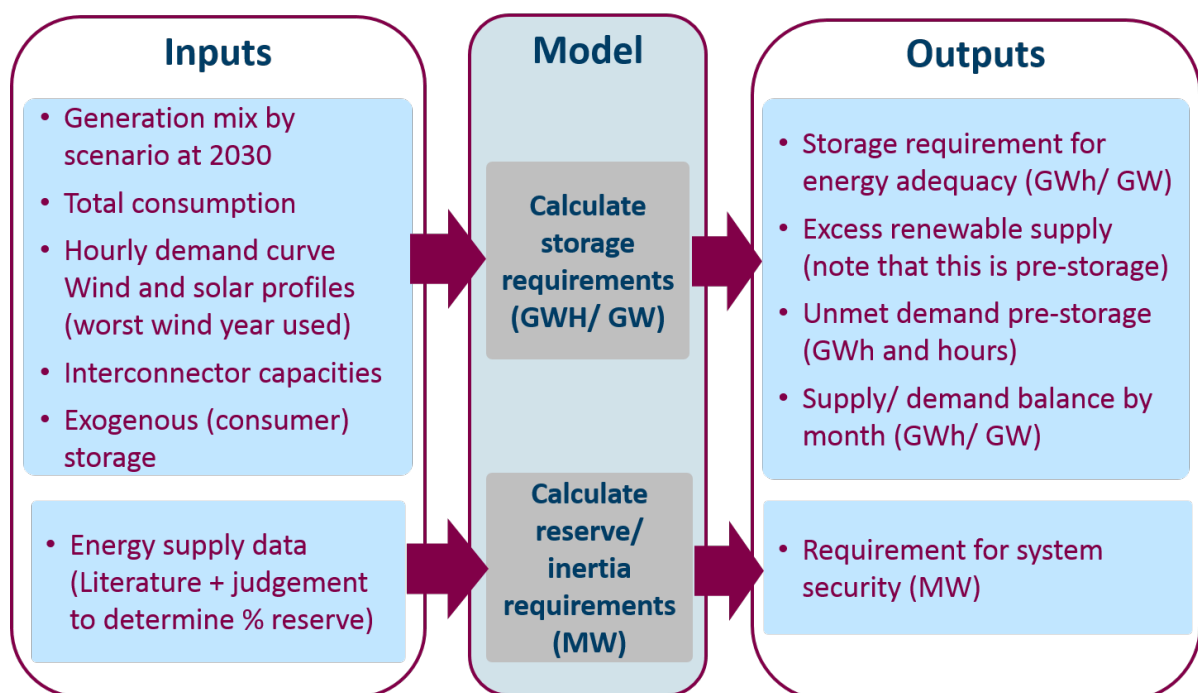 Inputs
• Generation mix by
scenario at 2030
• Total consumption
• Hourly demand curve
Wind and solar profiles
(worst wind year used)
• Interconnector capacities
• Exogenous (consumer)
storage
• Energy supply data
(Literature + judgement
to determine % reserve)
Model
Calculate
storage
requirements
(GWH/ GW)
Calculate
reserve/
inertia
requirements
(MW)
Outputs
• Storage requirement for
energy adequacy (GWh/ GW)
• Excess renewable supply
(note that this is pre-storage)
• Unmet demand pre-storage
(GWh and hours)
• Supply/ demand balance by
month (GWh/ GW)
• Requirement for system
security (MW)